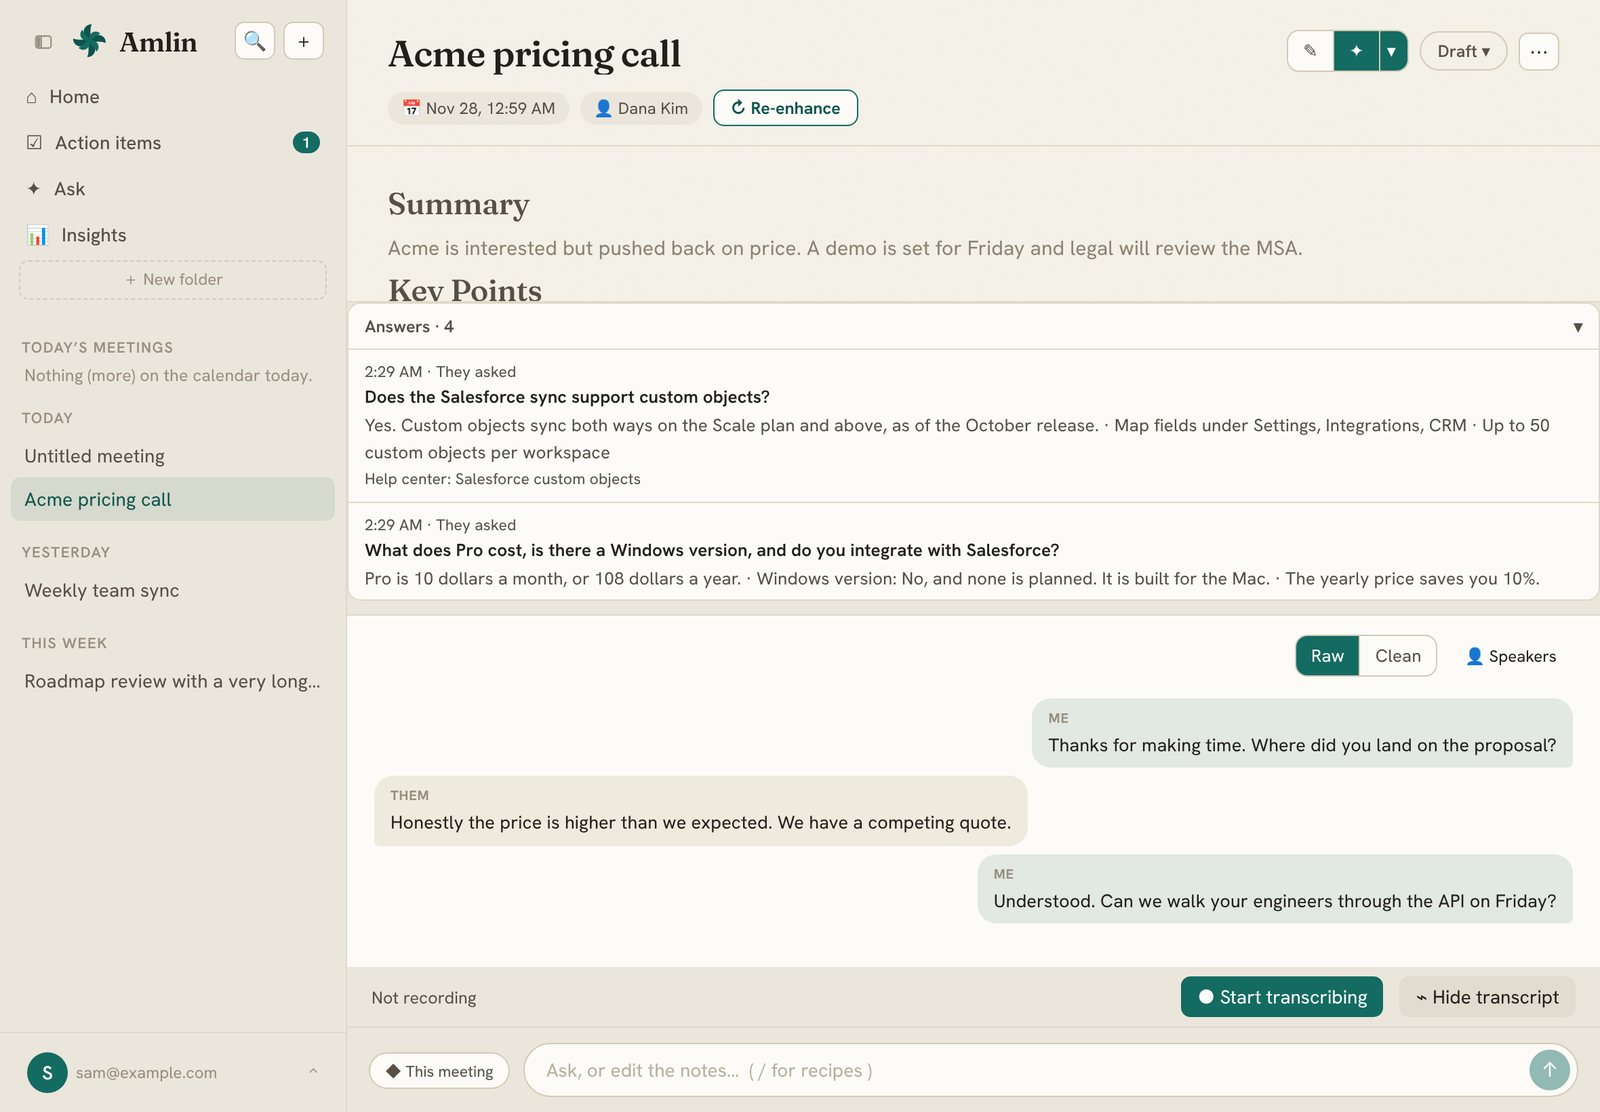 Amlin
+
Home
Action items
1
Ask
Insights
+ New folder
TODAY'S MEETINGS
Nothing (more) on the calendar today.
TODAY
Untitled meeting
Acme pricing call
YESTERDAY
Weekly team sync
THIS WEEK
Roadmap review with a very long...
S
sam@example.com
Acme pricing call
Draft ▾
...
Nov 28, 12:59 AM
Dana Kim
↻ Re-enhance
Summary
Acme is interested but pushed back on price. A demo is set for Friday and legal will review the MSA.
Key Points
Answers · 4
2:29 AM · They asked
Does the Salesforce sync support custom objects?
Yes. Custom objects sync both ways on the Scale plan and above, as of the October release. · Map fields under Settings, Integrations, CRM · Up to 50
custom objects per workspace
Help center: Salesforce custom objects
2:29 AM · They asked
What does Pro cost, is there a Windows version, and do you integrate with Salesforce?
Pro is 10 dollars a month, or 108 dollars a year. · Windows version: No, and none is planned. It is built for the Mac. · The yearly price saves you 10%.
Raw
Clean
Speakers
ME
Thanks for making time. Where did you land on the proposal?
THEM
Honestly the price is higher than we expected. We have a competing quote.
ME
Understood. Can we walk your engineers through the API on Friday?
Not recording
Start transcribing
Hide transcript
◆ This meeting
Ask, or edit the notes... ( / for recipes )